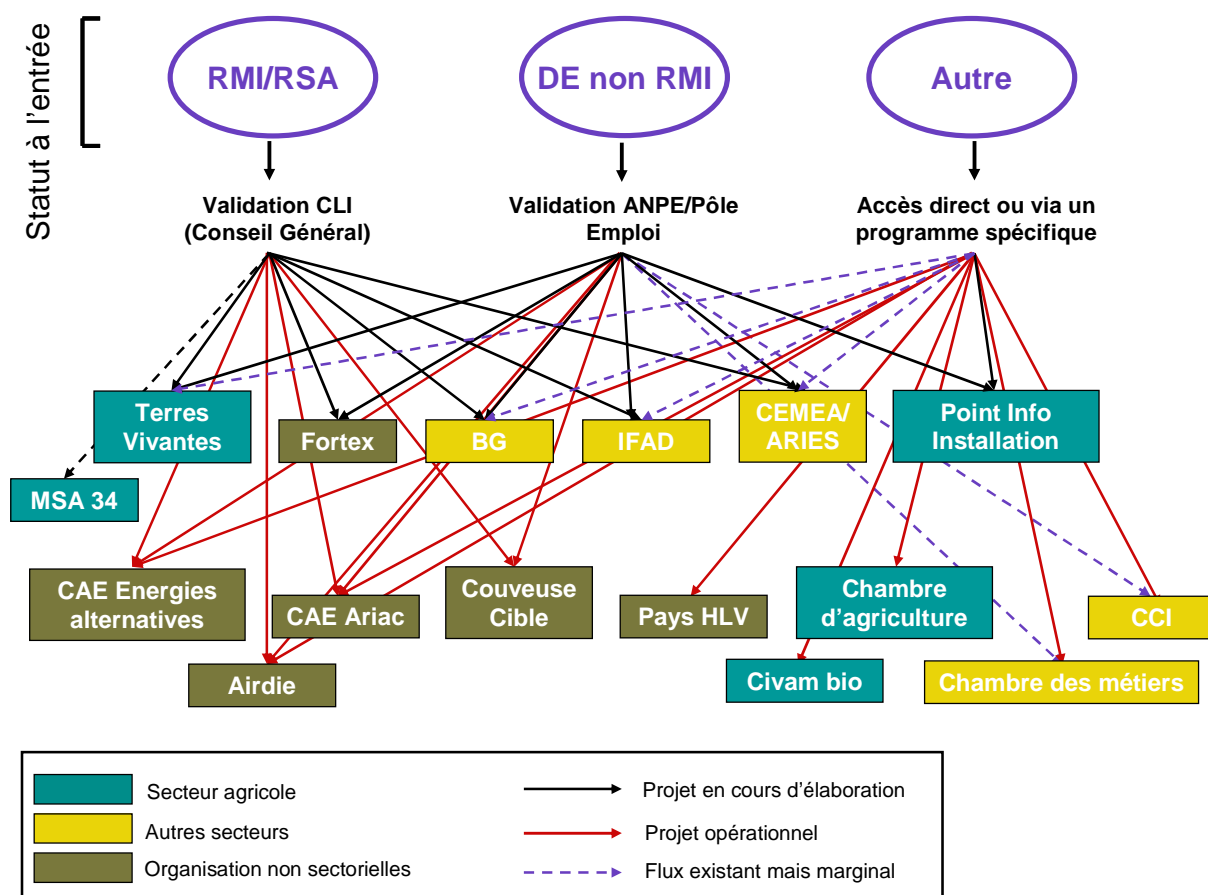 Statut à l'entrée
RMI/RSA
DE non RMI
Autre
Validation CLI
(Conseil Général)
Validation ANPE/Pôle
Emploi
Accès direct ou via un
programme spécifique
Terres
Vivantes
Fortex
BG
IFAD
CEMEA/
ARIES
Point Info
Installation
MSA 34
CAE Energies
alternatives
CAE Ariac
Couveuse
Cible
Pays HLV
Chambre
d'agriculture
CCI
Airdie
Civam bio
Chambre des métiers
Secteur agricole
Autres secteurs
Organisation non sectorielles
Projet en cours d'élaboration
Projet opérationnel
Flux existant mais marginal